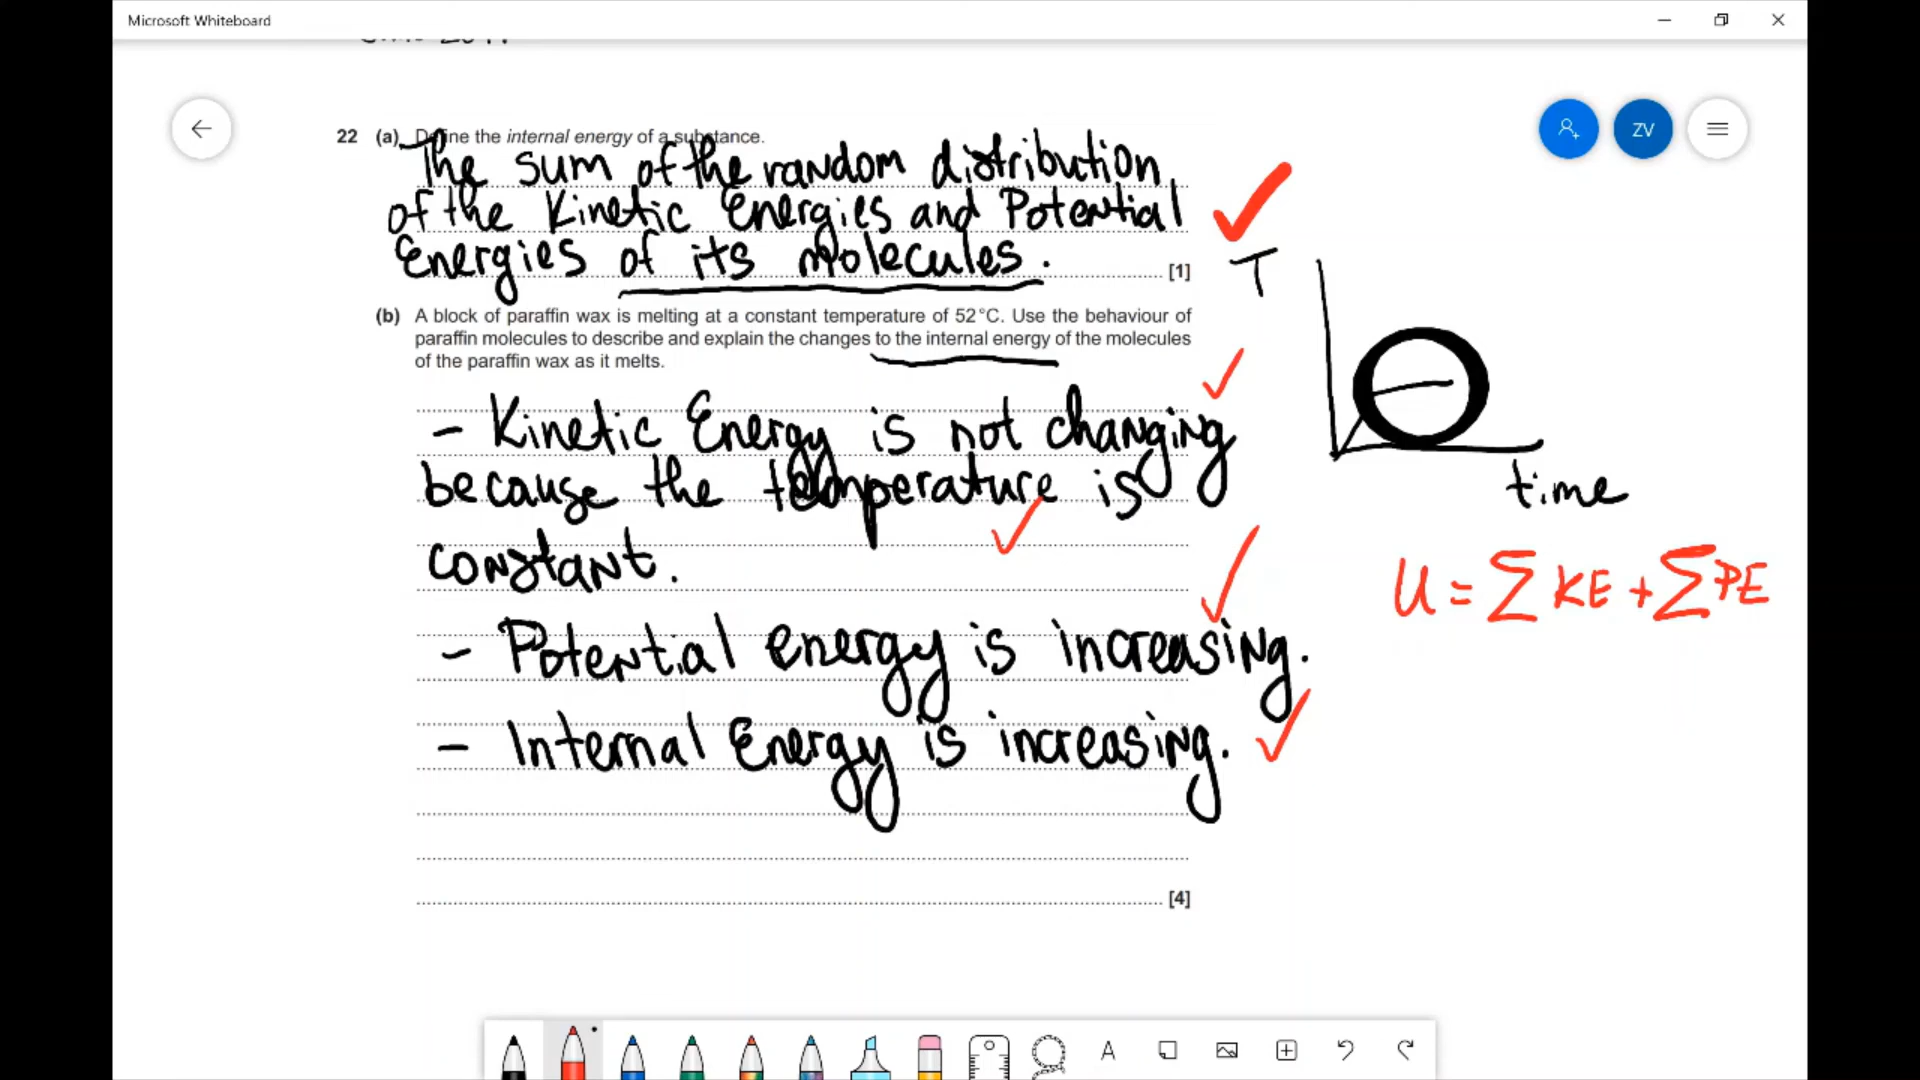 Microsoft Whiteboard
ZV
22 (a) Define the internal energy of a substance.
The sum of the random distribution
of the Kinetic Energies and Potential
Energies of its molecules.
[1]
(b) A block of paraffin wax is melting at a constant temperature of 52°C. Use the behaviour of
paraffin molecules to describe and explain the changes to the internal energy of the molecules
of the paraffin wax as it melts.
- Kinetic Energy is not changing
because the temperature is
constant.
- Potential energy is increasing.
- Internal Energy is increasing.
[4]
T
time
U = ∑ KE + ∑ PE
A